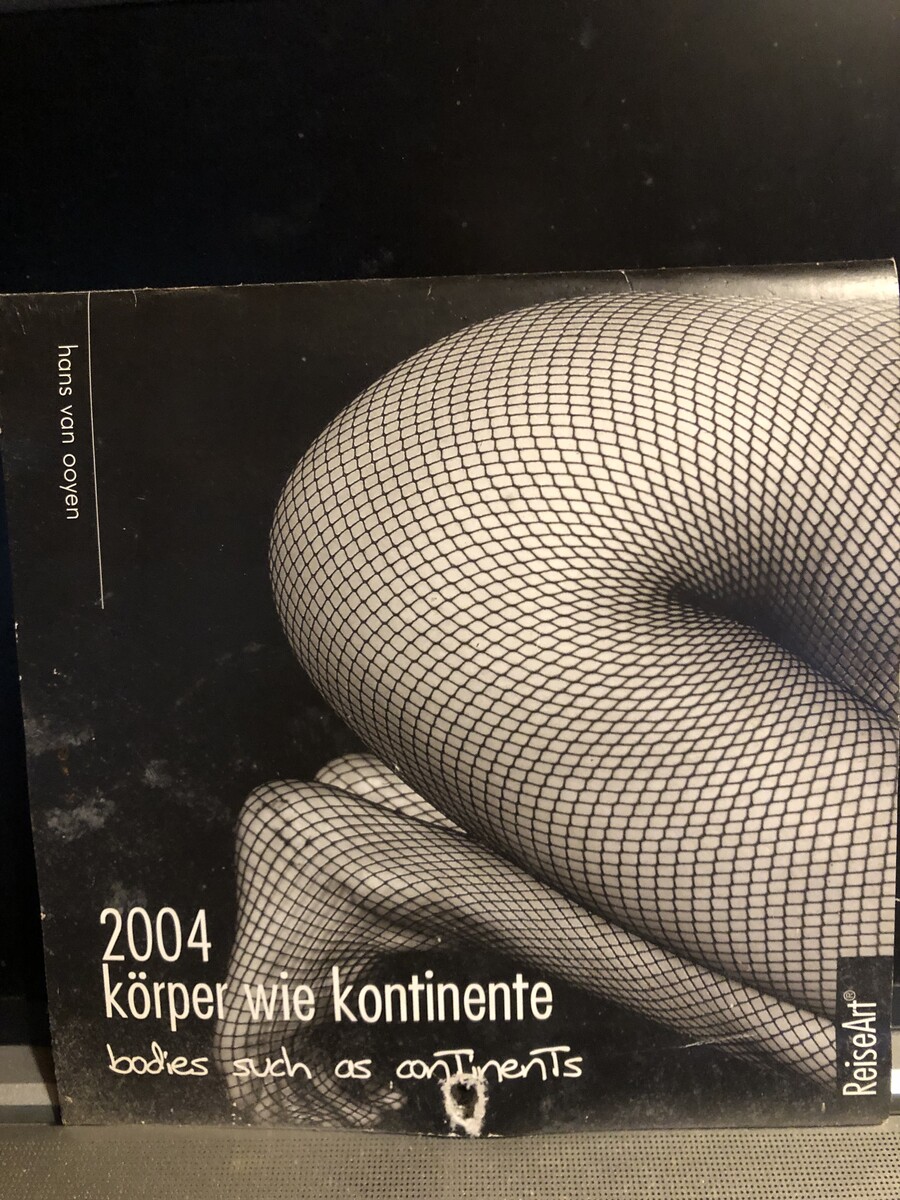 hans van ooyen
2004
körper wie kontinente
bodies such as continents
ReiseArt®